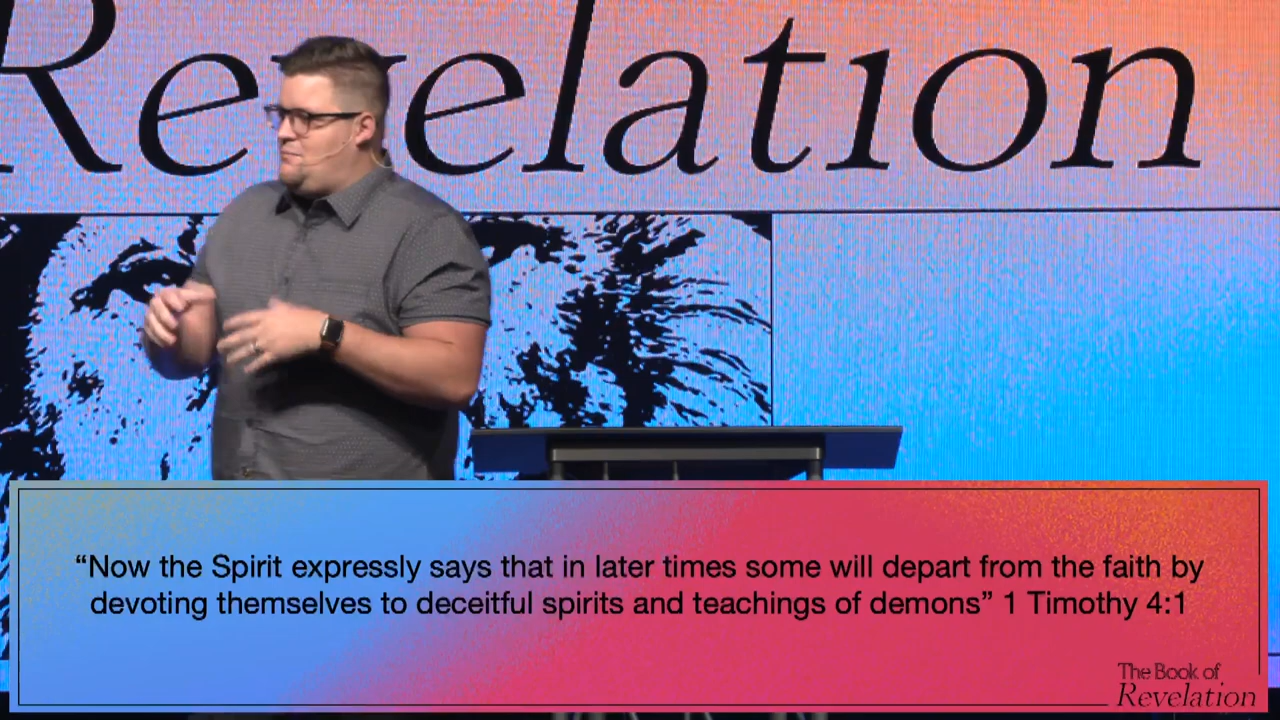 Revelation
“Now the Spirit expressly says that in later times some will depart from the faith by
devoting themselves to deceitful spirits and teachings of demons” 1 Timothy 4:1
The Book of
Revelation